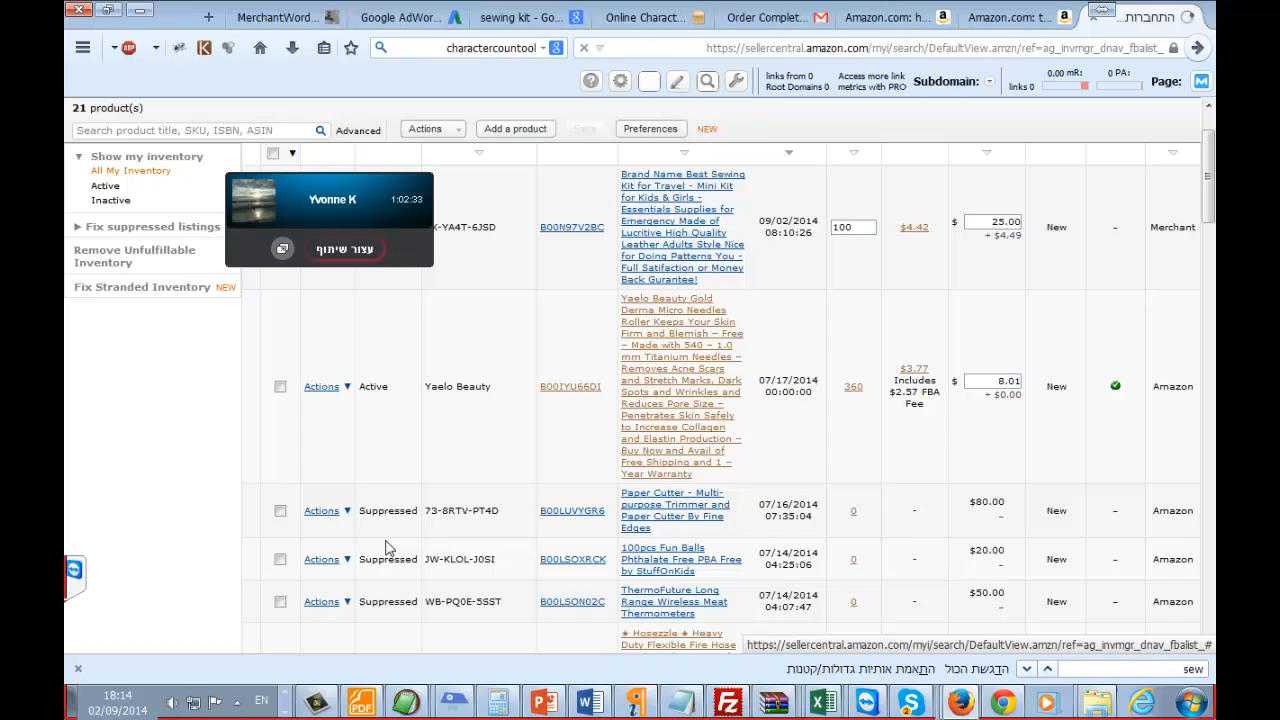 MerchantWord...
Google AdWo...
sewing kit - Go...
Online Charact...
Order Complet...
Amazon.com: h...
Amazon.com: t...
התחברות...
charactercountool
https://sellercentral.amazon.com/myi/search/DefaultView.amzn/ref=ag_invmgr_dnav_fbalist_
links from 0
Root Domains 0
Access more link
metrics with PRO
Subdomain:
links 0
0.00 mR:
0 PA:
Page:
21 product(s)
Search product title, SKU, ISBN, ASIN
Advanced
Actions
Add a product
Save
Preferences
NEW
Show my inventory
All My Inventory
Active
Inactive
Fix suppressed listings
Remove Unfulfillable
Inventory
Fix Stranded Inventory NEW
Yvonne K 1:02:33
עצור שיתוף
-YA4T-6JSD
B00N97V2BC
Brand Name Best Sewing
Kit for Travel - Mini Kit
for Kids & Girls -
Essentials Supplies for
Emergency Made of
Lucritive High Quality
Leather Adults Style Nice
for Doing Patterns You -
Full Satifaction or Money
Back Gurantee!
09/02/2014
08:10:26
100
$4.42
$ 25.00
+ $4.49
New
-
Merchant
Actions
Active
Yaelo Beauty
B00IYU66DI
Yaelo Beauty Gold
Derma Micro Needles
Roller Keeps Your Skin
Firm and Blemish – Free
– Made with 540 – 1.0
mm Titanium Needles –
Removes Acne Scars
and Stretch Marks, Dark
Spots and Wrinkles and
Reduces Pore Size –
Penetrates Skin Safely
to Increase Collagen
and Elastin Production –
Buy Now and Avail of
Free Shipping and 1 –
Year Warranty
07/17/2014
00:00:00
360
$3.77
Includes
$2.57 FBA
Fee
$ 8.01
+ $0.00
New
Amazon
Actions
Suppressed
73-8RTV-PT4D
B00LUVYGR6
Paper Cutter - Multi-
purpose Trimmer and
Paper Cutter By Fine
Edges
07/16/2014
07:35:04
0
-
$80.00
–
New
-
Amazon
Actions
Suppressed
JW-KLOL-J0SI
B00LSOXRCK
100pcs Fun Balls
Phthalate Free PBA Free
by StuffOnKids
07/14/2014
04:25:06
0
-
$20.00
–
New
-
Amazon
Actions
Suppressed
WB-PQ0E-5SST
B00LSON02C
ThermoFuture Long
Range Wireless Meat
Thermometers
07/14/2014
04:07:47
0
-
$50.00
–
New
-
Amazon
★ Hosezzle ★ Heavy
Duty Flexible Fire Hose
https://sellercentral.amazon.com/myi/search/DefaultView.amzn/ref=ag_invmgr_dnav_fbalist_#
התאמת אותיות גדולות/קטנות
הדגשת הכול
sew
18:14
02/09/2014
EN